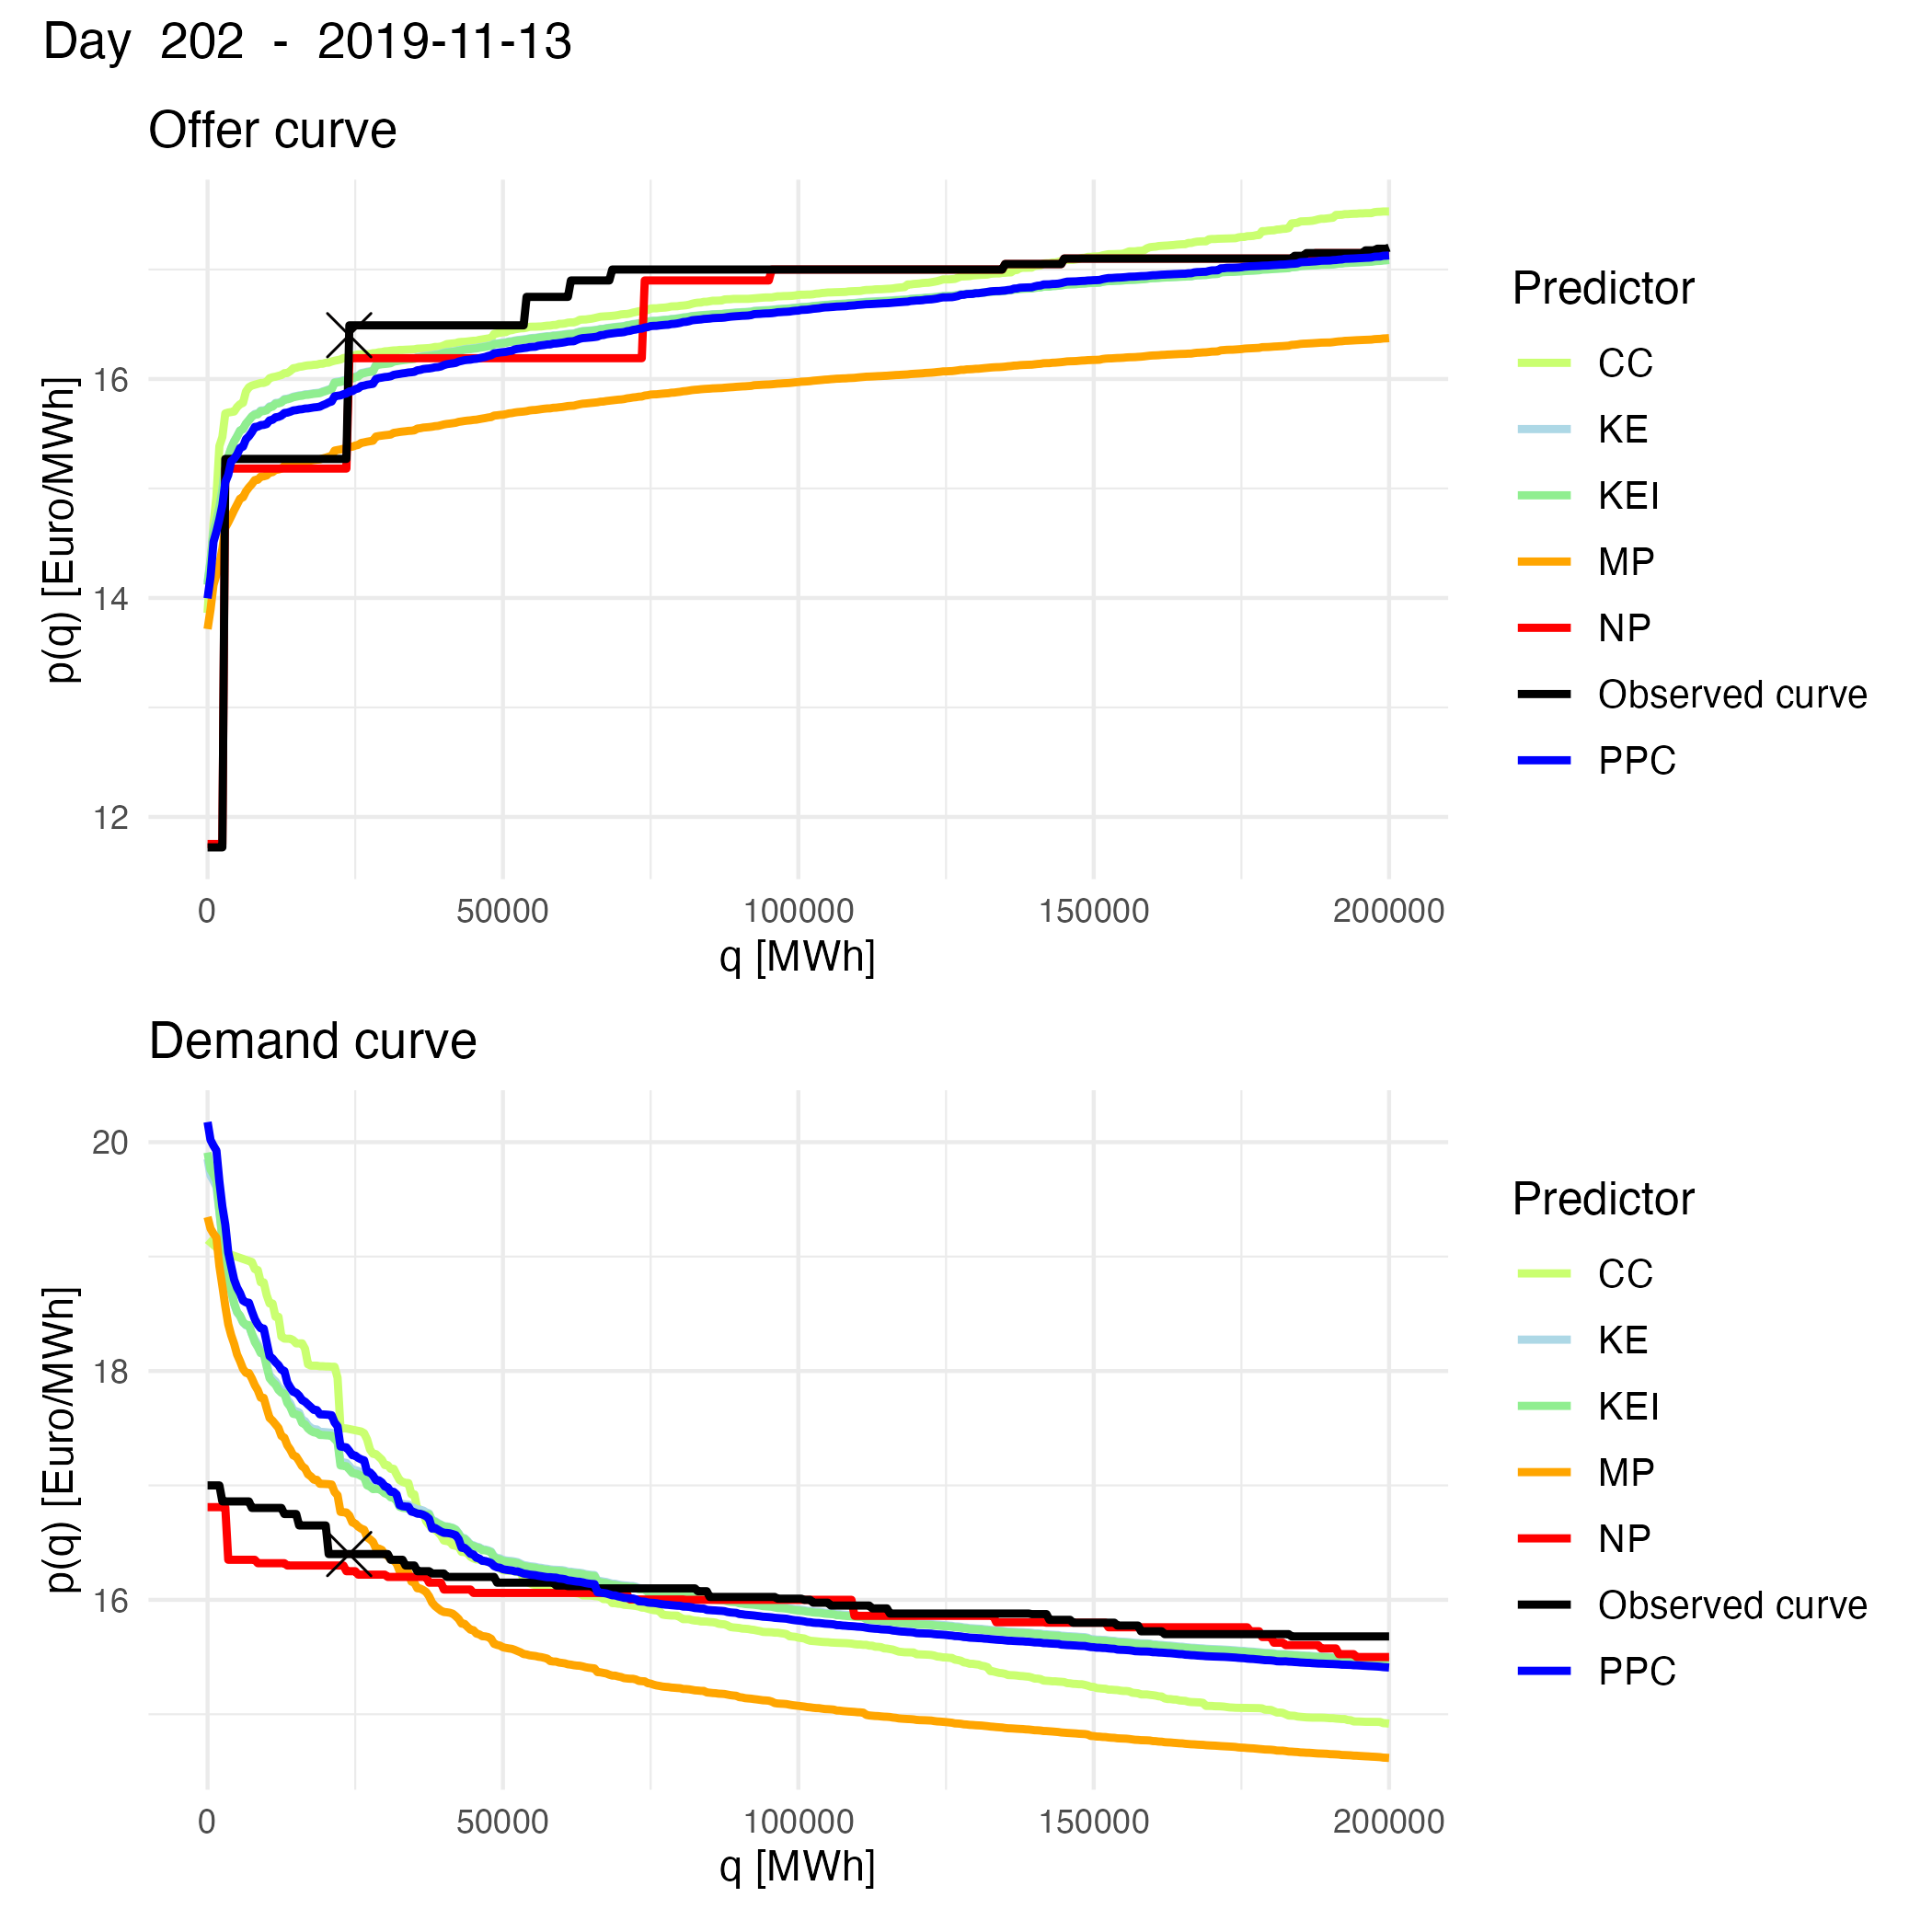 Day 202 - 2019-11-13
Offer curve
p(q) [Euro/MWh]
16
14
12
0 50000 100000 150000 200000
q [MWh]
Predictor
CC
KE
KEI
MP
NP
Observed curve
PPC
Demand curve
p(q) [Euro/MWh]
20
18
16
0 50000 100000 150000 200000
q [MWh]
Predictor
CC
KE
KEI
MP
NP
Observed curve
PPC